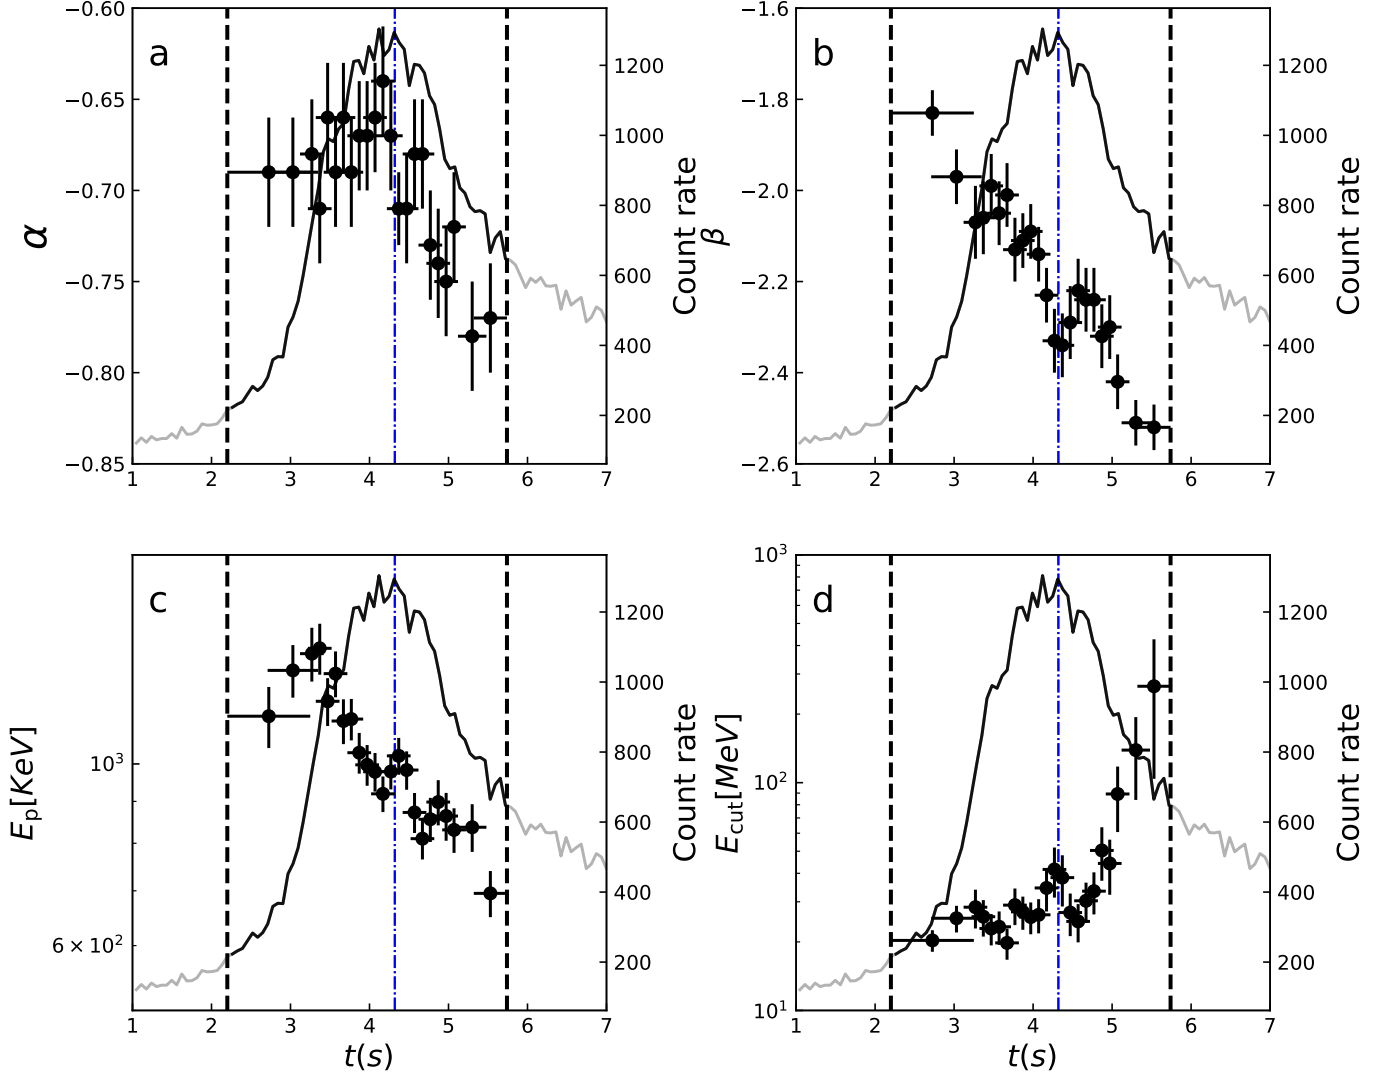 a
−0.60
−0.65
−0.70
−0.75
−0.80
−0.85
α
1 2 3 4 5 6 7
1200
1000
800
600
400
200
Count rate
b
−1.6
−1.8
−2.0
−2.2
−2.4
−2.6
β
1 2 3 4 5 6 7
1200
1000
800
600
400
200
Count rate
c
10³
6 × 10²
E_p[KeV]
1 2 3 4 5 6 7
t(s)
1200
1000
800
600
400
200
Count rate
d
10³
10²
10¹
E_cut[MeV]
1 2 3 4 5 6 7
t(s)
1200
1000
800
600
400
200
Count rate